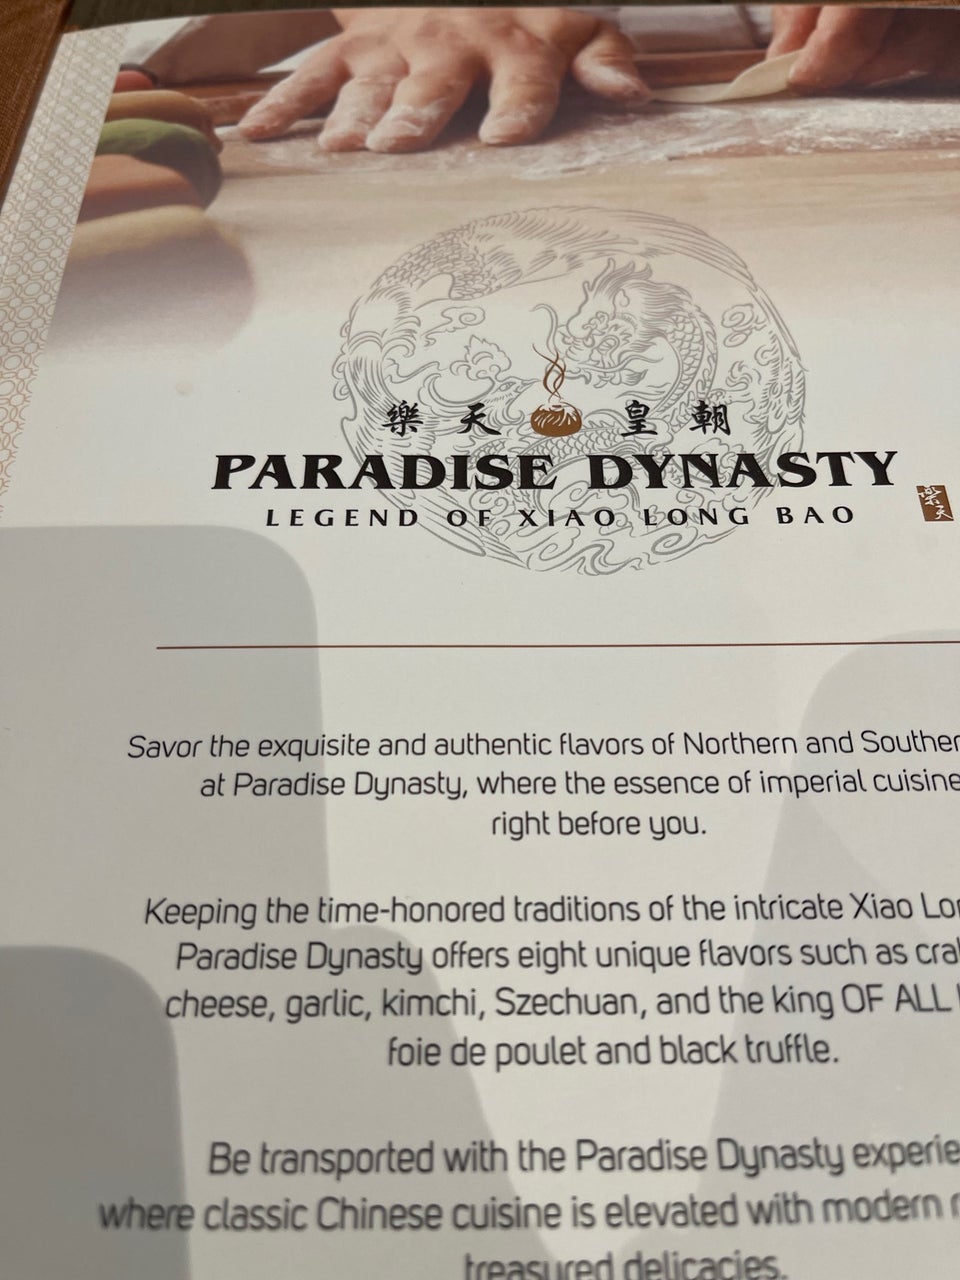 樂天皇朝
PARADISE DYNASTY
LEGEND OF XIAO LONG BAO
樂天
Savor the exquisite and authentic flavors of Northern and
at Paradise Dynasty, where the essence of imperial cuisine
right before you.
Keeping the time-honored traditions of the intricate Xiao
Paradise Dynasty offers eight unique flavors such as
cheese, garlic, kimchi, Szechuan, and the king OF ALL
foie de poulet and black truffle.
Be transported with the Paradise Dynasty
where classic Chinese cuisine is elevated with modern
treasured delicacies.